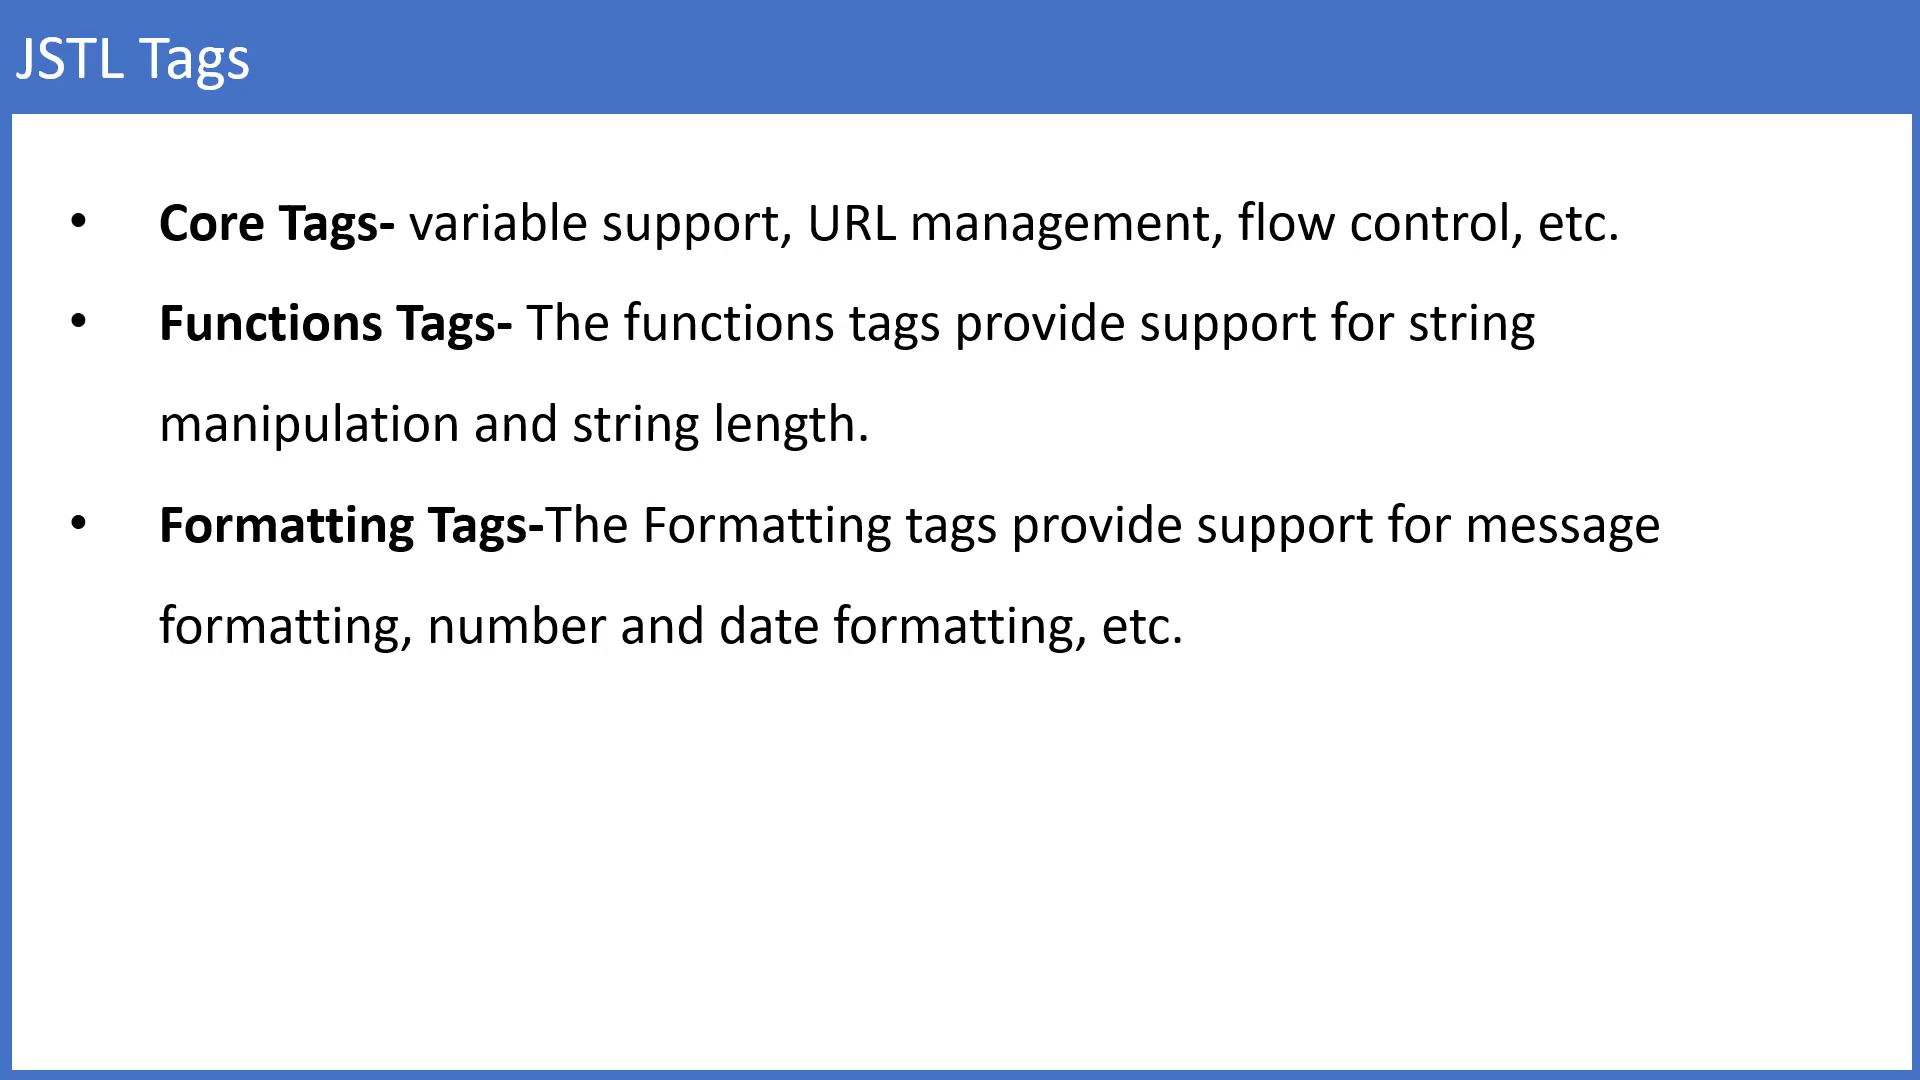 JSTL Tags
• Core Tags- variable support, URL management, flow control, etc.
• Functions Tags- The functions tags provide support for string
manipulation and string length.
• Formatting Tags-The Formatting tags provide support for message
formatting, number and date formatting, etc.